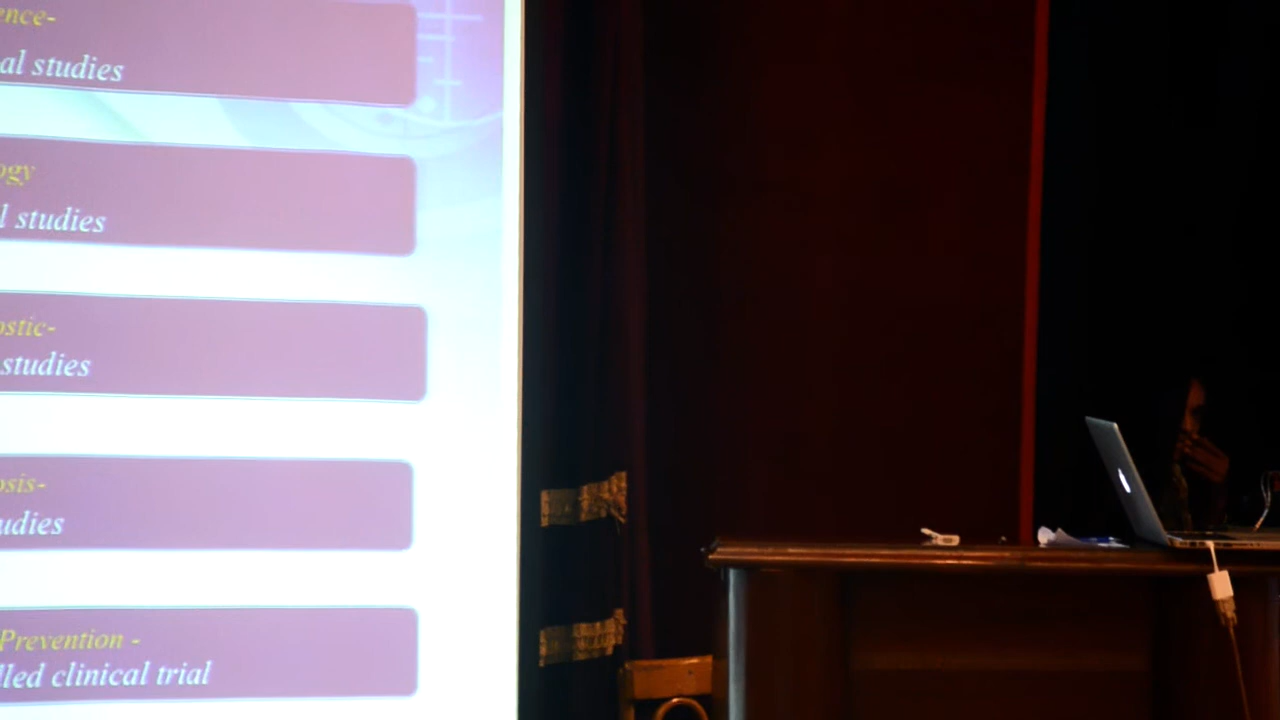 ence-
al studies
ogy
l studies
ostic-
studies
osis-
udies
Prevention -
lled clinical trial